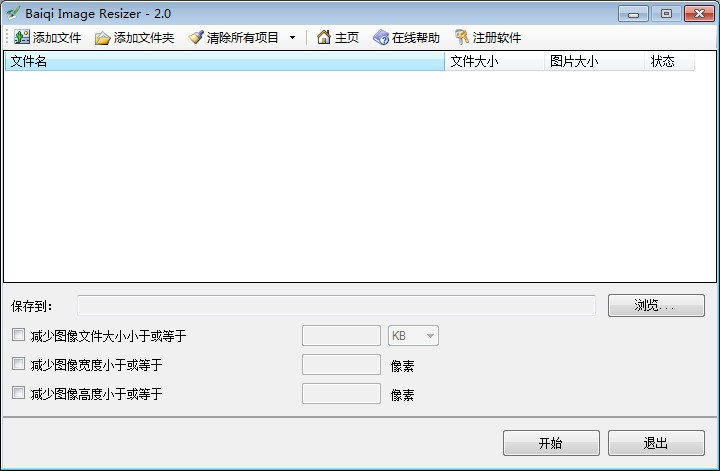 Baiqi Image Resizer - 2.0
添加文件 添加文件夹 清除所有项目 主页 在线帮助 注册软件
文件名 文件大小 图片大小 状态
保存到: 浏览...
减少图像文件大小小于或等于 KB
减少图像宽度小于或等于 像素
减少图像高度小于或等于 像素
开始 退出